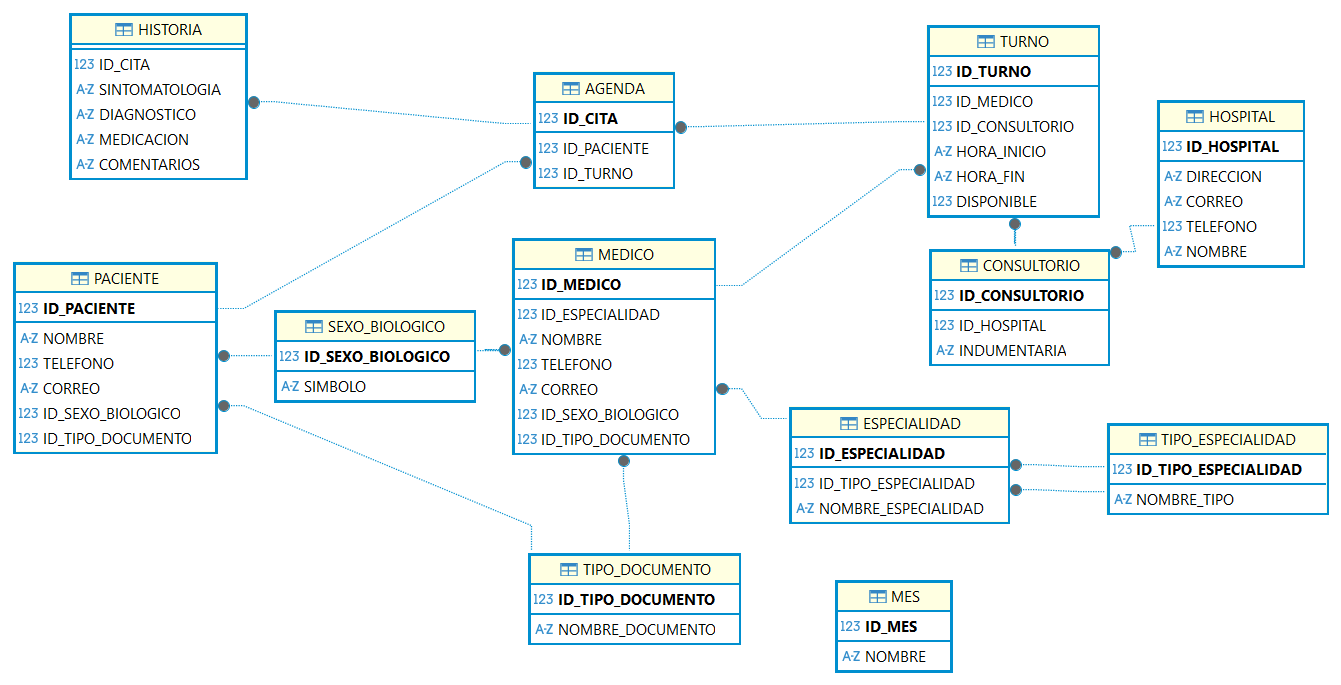 HISTORIA
123 ID_CITA
A-Z SINTOMATOLOGIA
A-Z DIAGNOSTICO
A-Z MEDICACION
A-Z COMENTARIOS
AGENDA
123 ID_CITA
123 ID_PACIENTE
123 ID_TURNO
TURNO
123 ID_TURNO
123 ID_MEDICO
123 ID_CONSULTORIO
A-Z HORA_INICIO
A-Z HORA_FIN
123 DISPONIBLE
HOSPITAL
123 ID_HOSPITAL
A-Z DIRECCION
A-Z CORREO
123 TELEFONO
A-Z NOMBRE
PACIENTE
123 ID_PACIENTE
A-Z NOMBRE
123 TELEFONO
A-Z CORREO
123 ID_SEXO_BIOLOGICO
123 ID_TIPO_DOCUMENTO
SEXO_BIOLOGICO
123 ID_SEXO_BIOLOGICO
A-Z SIMBOLO
MEDICO
123 ID_MEDICO
123 ID_ESPECIALIDAD
A-Z NOMBRE
123 TELEFONO
A-Z CORREO
123 ID_SEXO_BIOLOGICO
123 ID_TIPO_DOCUMENTO
CONSULTORIO
123 ID_CONSULTORIO
123 ID_HOSPITAL
A-Z INDUMENTARIA
ESPECIALIDAD
123 ID_ESPECIALIDAD
123 ID_TIPO_ESPECIALIDAD
A-Z NOMBRE_ESPECIALIDAD
TIPO_ESPECIALIDAD
123 ID_TIPO_ESPECIALIDAD
A-Z NOMBRE_TIPO
TIPO_DOCUMENTO
123 ID_TIPO_DOCUMENTO
A-Z NOMBRE_DOCUMENTO
MES
123 ID_MES
A-Z NOMBRE